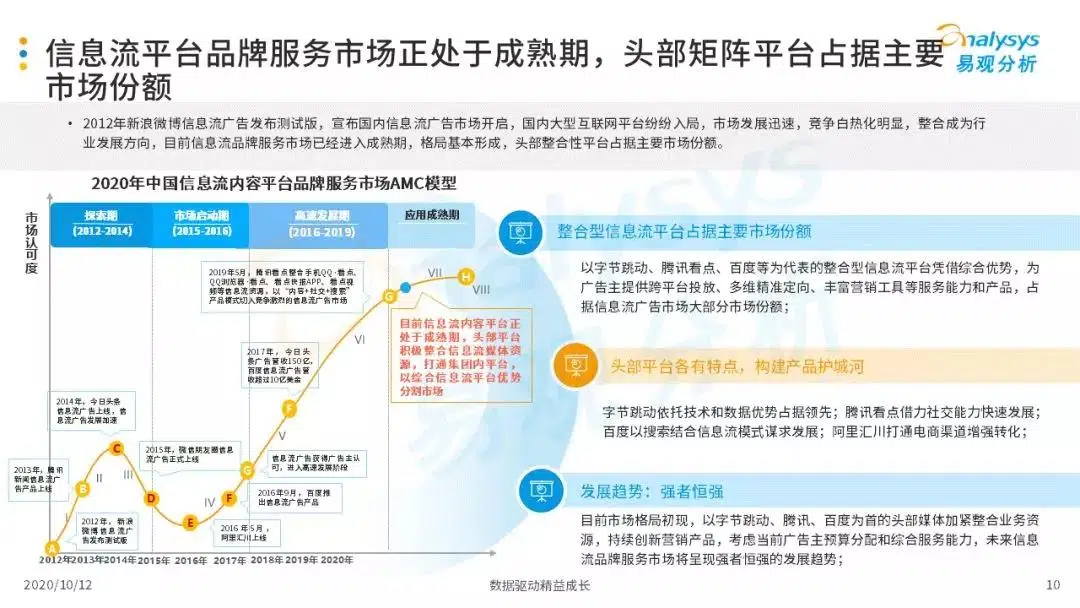 信息流平台品牌服务市场正处于成熟期，头部矩阵平台占据主要
市场份额
analysys
易观分析
• 2012年新浪微博信息流广告发布测试版，宣布国内信息流广告市场开启，国内大型互联网平台纷纷入局，市场发展迅速，竞争白热化明显，整合成为行
业发展方向，目前信息流品牌服务市场已经进入成熟期，格局基本形成，头部整合性平台占据主要市场份额。
2020年中国信息流内容平台品牌服务市场AMC模型
市场认可度
探索期
(2012-2014)
市场启动期
(2015-2016)
高速发展期
(2016-2019)
应用成熟期
2019年5月，腾讯看点整合手机QQ·看点、
QQ浏览器·看点、看点快报APP、看点视
频等信息流资源，以“内容+社交+搜索”
产品模式切入竞争激烈的信息流广告市场
VII
H
VIII
G
目前信息流内容平台正
处于成熟期，头部平台
积极整合信息流媒体资
源，打通集团内平台，
以综合信息流平台优势
分割市场
VI
2017年，今日头
条广告营收150亿，
百度信息流广告营
收超过10亿美金
F
V
2014年，今日头条
信息流广告上线，信
息流广告发展加速
C
2015年，微信朋友圈信息
流广告正式上线
信息流广告获得广告主认
可，进入高速发展阶段
G
2013年，腾讯
新闻信息流广
告产品上线
B
II
III
D
IV
F
2016年9月，百度推
出信息流广告产品
I
2012年，新浪
微博信息流广
告发布测试版
E
2016年5月，
阿里汇川上线
A
2012年 2013年 2014年 2015年 2016年 2017年 2018年 2019年 2020年
整合型信息流平台占据主要市场份额
以字节跳动、腾讯看点、百度等为代表的整合型信息流平台凭借综合优势，为
广告主提供跨平台投放、多维精准定向、丰富营销工具等服务能力和产品，占
据信息流广告市场大部分市场份额；
头部平台各有特点，构建产品护城河
字节跳动依托技术和数据优势占据领先；腾讯看点借力社交能力快速发展；
百度以搜索结合信息流模式谋求发展；阿里汇川打通电商渠道增强转化；
发展趋势：强者恒强
目前市场格局初现，以字节跳动、腾讯、百度为首的头部媒体加紧整合业务资
源，持续创新营销产品，考虑当前广告主预算分配和综合服务能力，未来信息
流品牌服务市场将呈现强者恒强的发展趋势；
2020/10/12
数据驱动精益成长
10